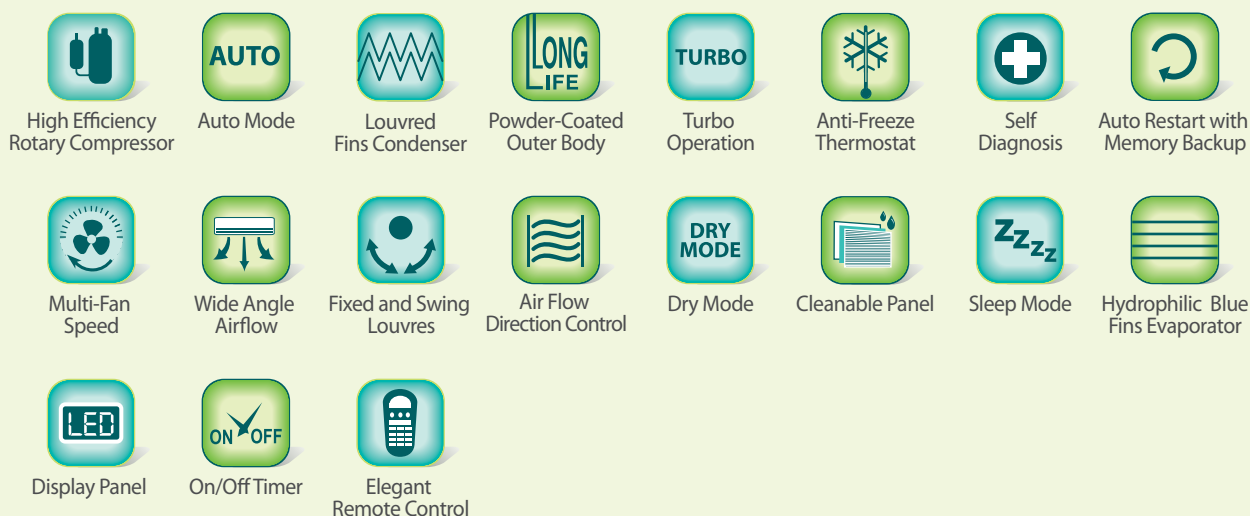 AUTO
LONG
LIFE
TURBO
High Efficiency
Rotary Compressor
Auto Mode
Louvred
Fins Condenser
Powder-Coated
Outer Body
Turbo
Operation
Anti-Freeze
Thermostat
Self
Diagnosis
Auto Restart with
Memory Backup
DRY
MODE
ZZZZ
Multi-Fan
Speed
Wide Angle
Airflow
Fixed and Swing
Louvres
Air Flow
Direction Control
Dry Mode
Cleanable Panel
Sleep Mode
Hydrophilic Blue
Fins Evaporator
LED
ON OFF
Display Panel
On/Off Timer
Elegant
Remote Control